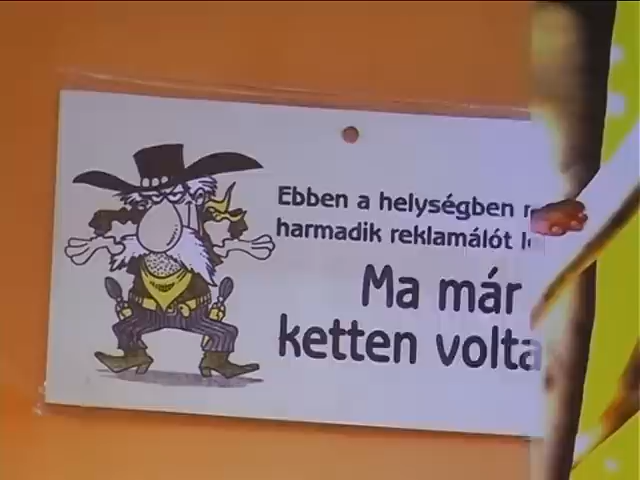 Ebben a helységben
harmadik reklamálót
Ma már
ketten volta